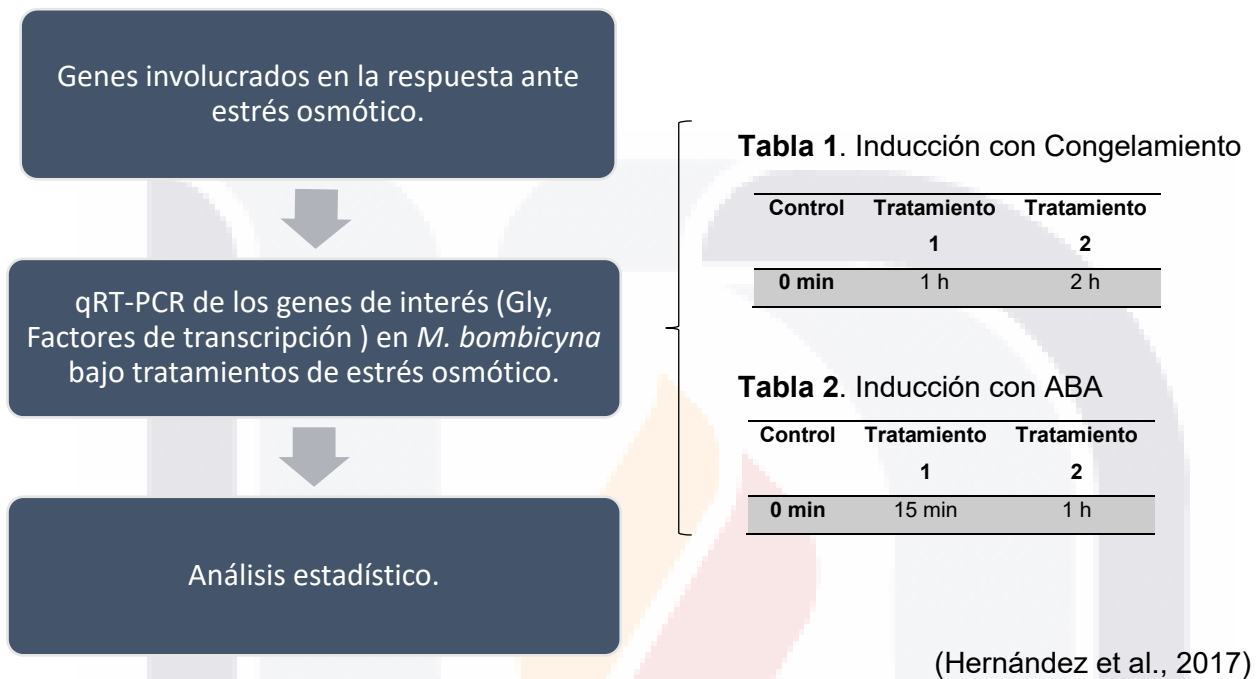 Genes involucrados en la respuesta ante
estrés osmótico.
qRT-PCR de los genes de interés (Gly,
Factores de transcripción ) en M. bombicyna
bajo tratamientos de estrés osmótico.
Análisis estadístico.
Tabla 1. Inducción con Congelamiento
Control Tratamiento Tratamiento
1 2
0 min 1 h 2 h
Tabla 2. Inducción con ABA
Control Tratamiento Tratamiento
1 2
0 min 15 min 1 h
(Hernández et al., 2017)